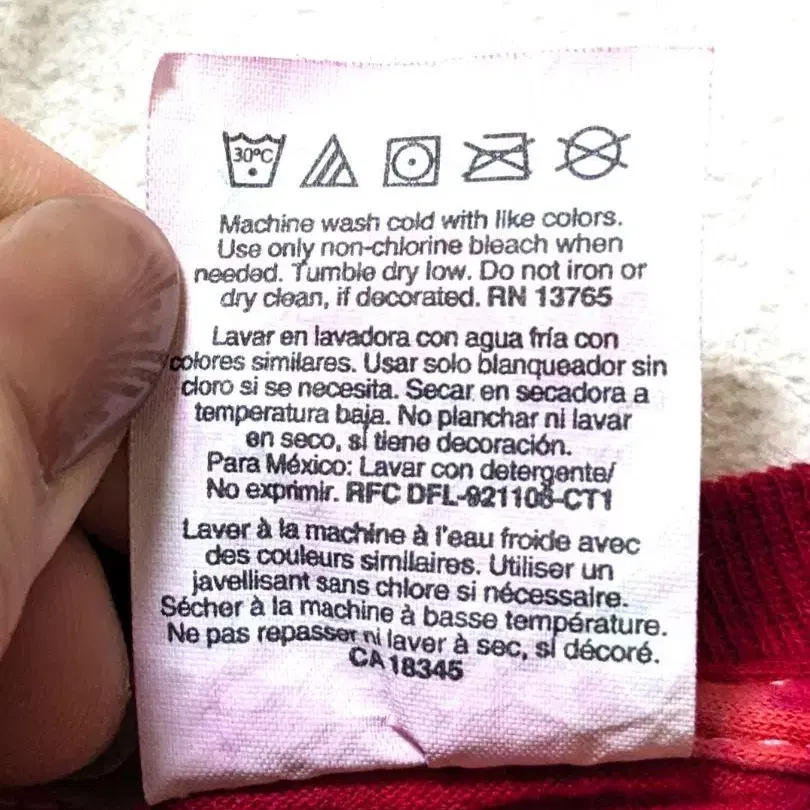 30°C
Machine wash cold with like colors.
Use only non-chlorine bleach when
needed. Tumble dry low. Do not iron or
dry clean, if decorated. RN 13765
Lavar en lavadora con agua fría con
colores similares. Usar solo blanqueador sin
cloro si se necesita. Secar en secadora a
temperatura baja. No planchar ni lavar
en seco, si tiene decoración.
Para México: Lavar con detergente/
No exprimir. RFC DFL-921108-CT1
Laver à la machine à l'eau froide avec
des couleurs similaires. Utiliser un
javellisant sans chlore si nécessaire.
Sécher à la machine à basse température.
Ne pas repasser ni laver à sec, si décoré.
CA 18345